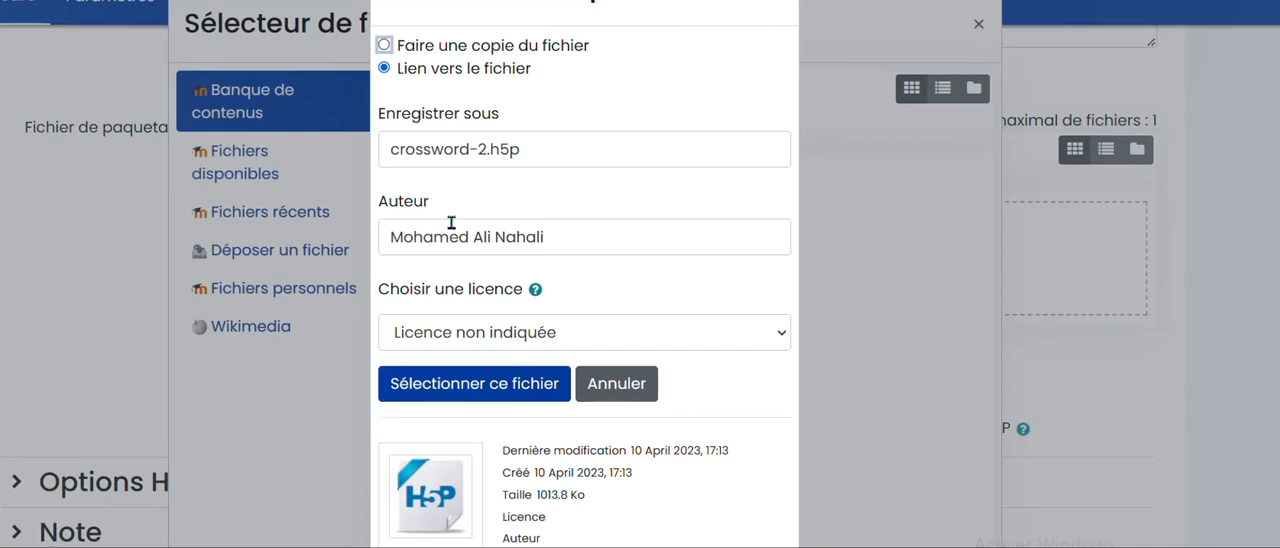 Sélecteur de f
×
Banque de
contenus
Fichiers
disponibles
Fichiers récents
Déposer un fichier
Fichiers personnels
Wikimedia
Faire une copie du fichier
Lien vers le fichier
Enregistrer sous
crossword-2.h5p
Auteur
Mohamed Ali Nahali
Choisir une licence ?
Licence non indiquée
Sélectionner ce fichier
Annuler
H5P
Dernière modification 10 April 2023, 17:13
Créé 10 April 2023, 17:13
Taille 1013.8 Ko
Licence
Auteur
Fichier de paqueta
naximal de fichiers : 1
P ?
Options H
Note
Activer Windows